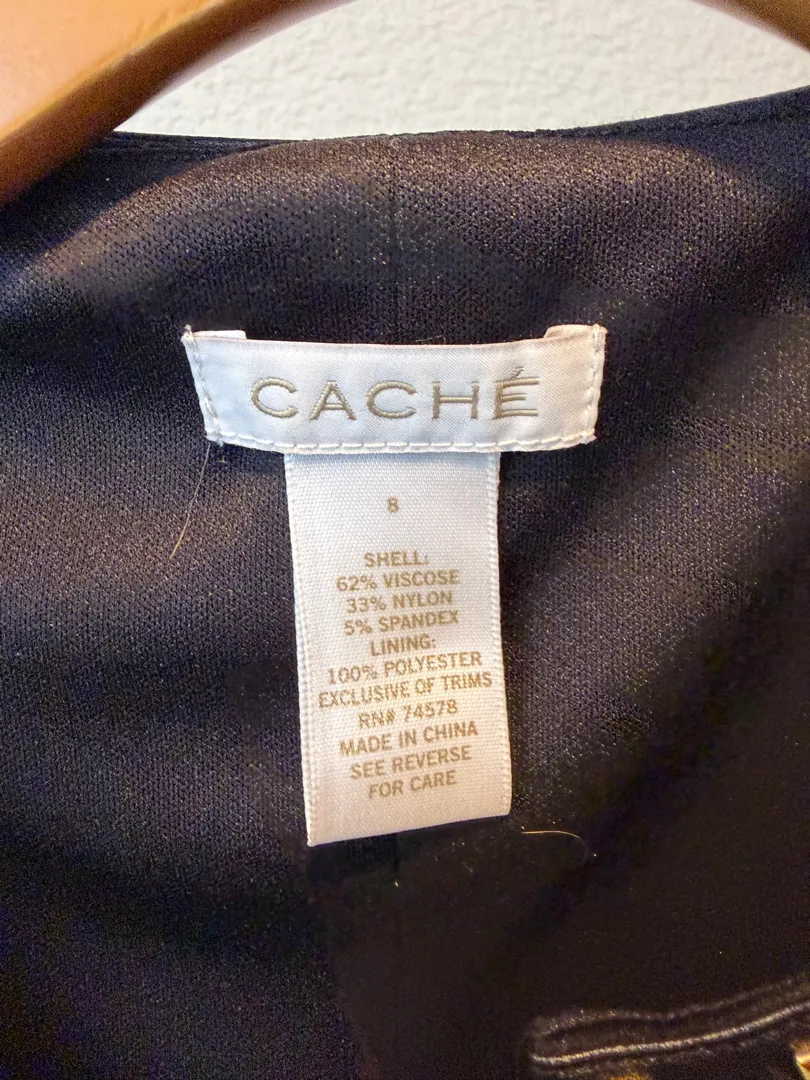 CACHÉ
8
SHELL:
62% VISCOSE
33% NYLON
5% SPANDEX
LINING:
100% POLYESTER
EXCLUSIVE OF TRIMS
RN# 74578
MADE IN CHINA
SEE REVERSE
FOR CARE